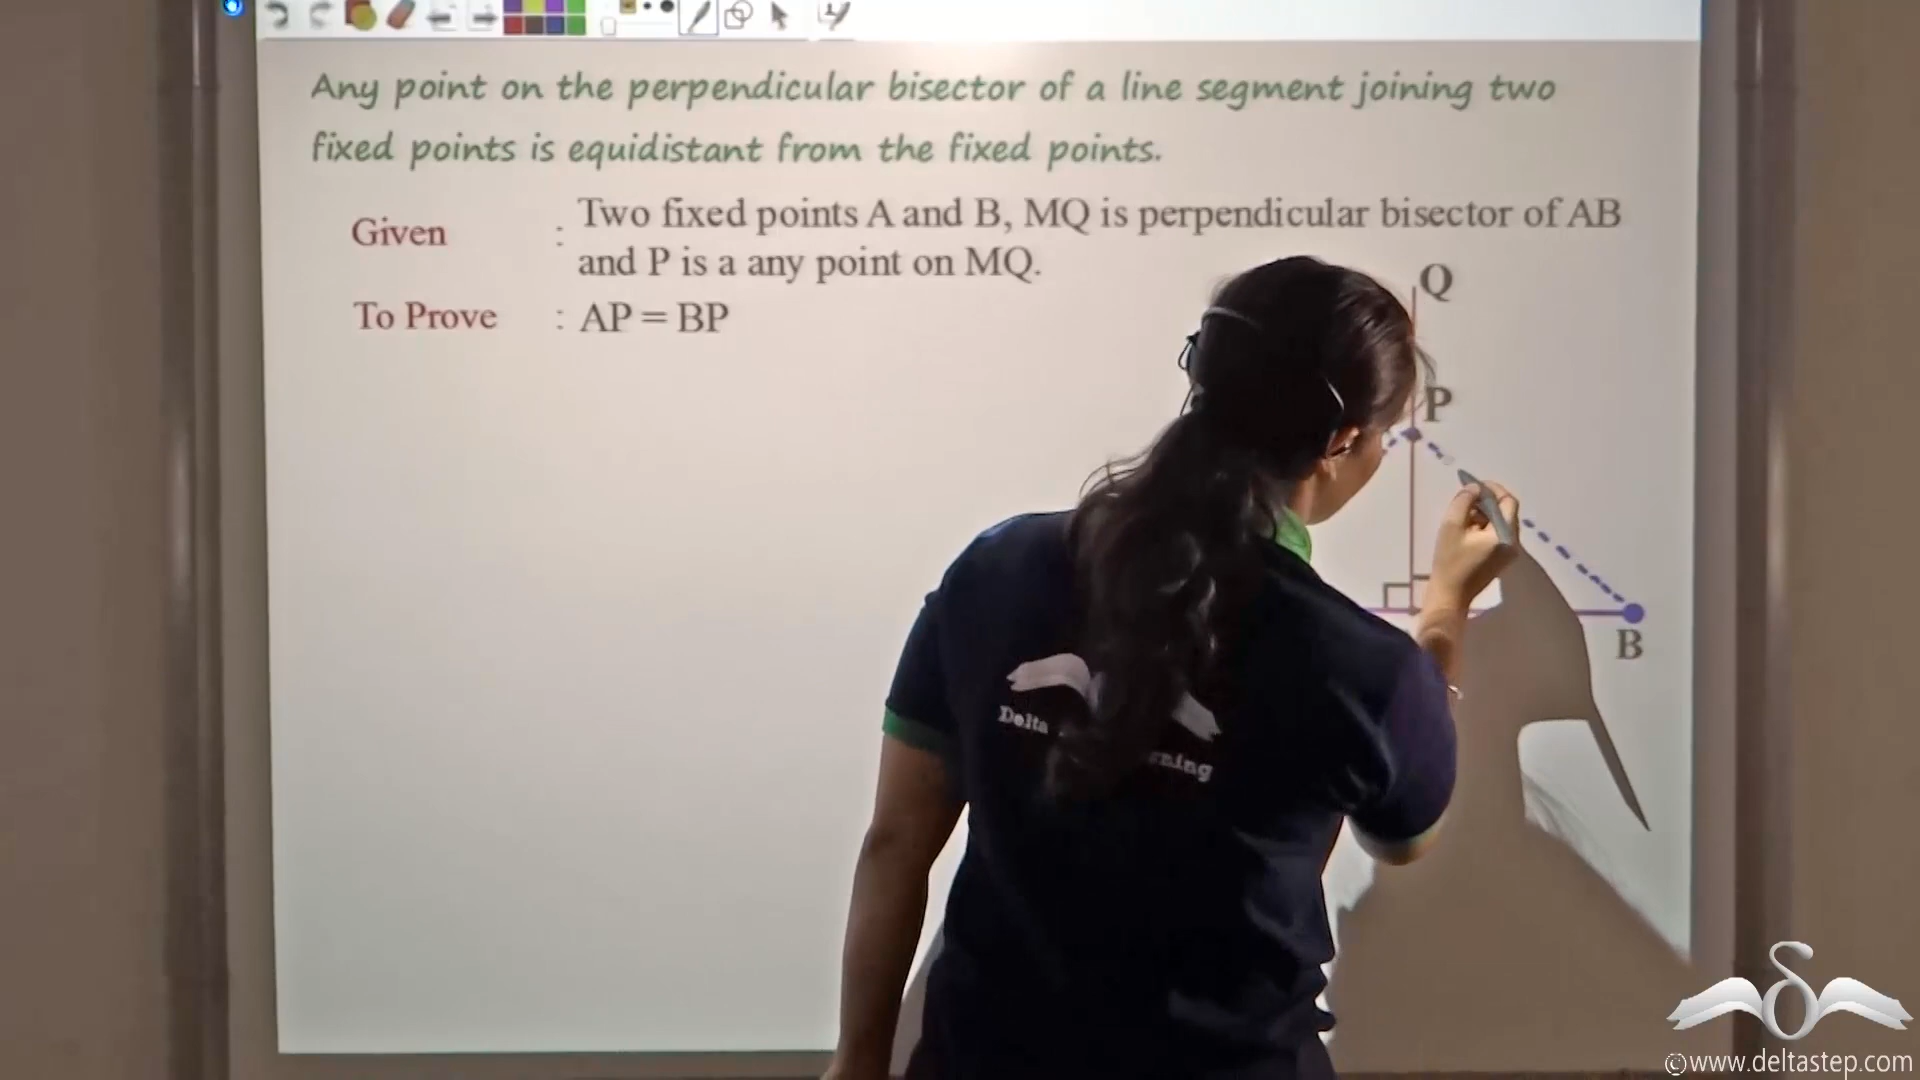 Any point on the perpendicular bisector of a line segment joining two
fixed points is equidistant from the fixed points.
Given : Two fixed points A and B, MQ is perpendicular bisector of AB
and P is a any point on MQ.
To Prove : AP = BP
Q
P
B
Delta
rning
©www.deltastep.com